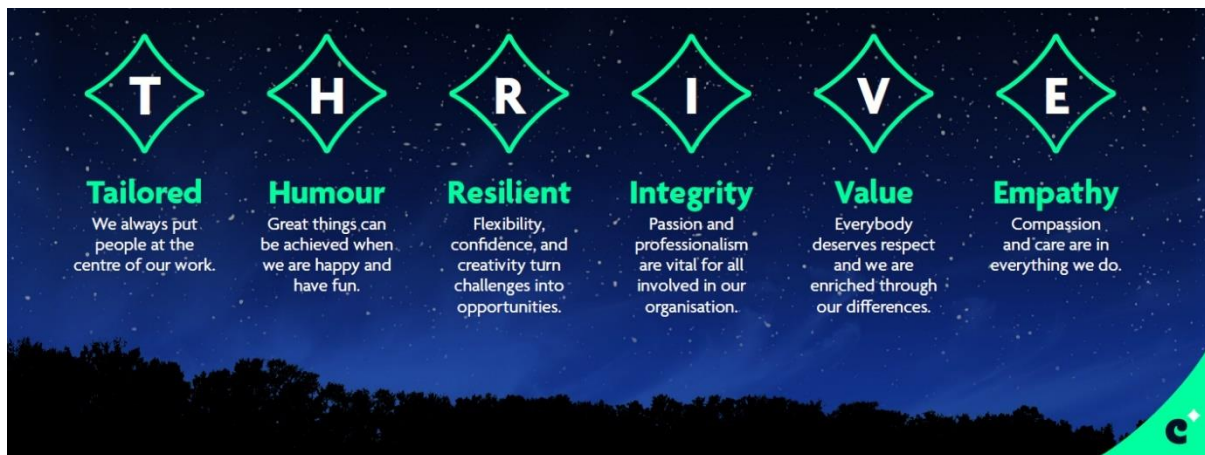 T
H
R
I
V
E
Tailored
We always put
people at the
centre of our work.
Humour
Great things can
be achieved when
we are happy and
have fun.
Resilient
Flexibility,
confidence, and
creativity turn
challenges into
opportunities.
Integrity
Passion and
professionalism
are vital for all
involved in our
organisation.
Value
Everybody
deserves respect
and we are
enriched through
our differences.
Empathy
Compassion
and care are in
everything we do.
c